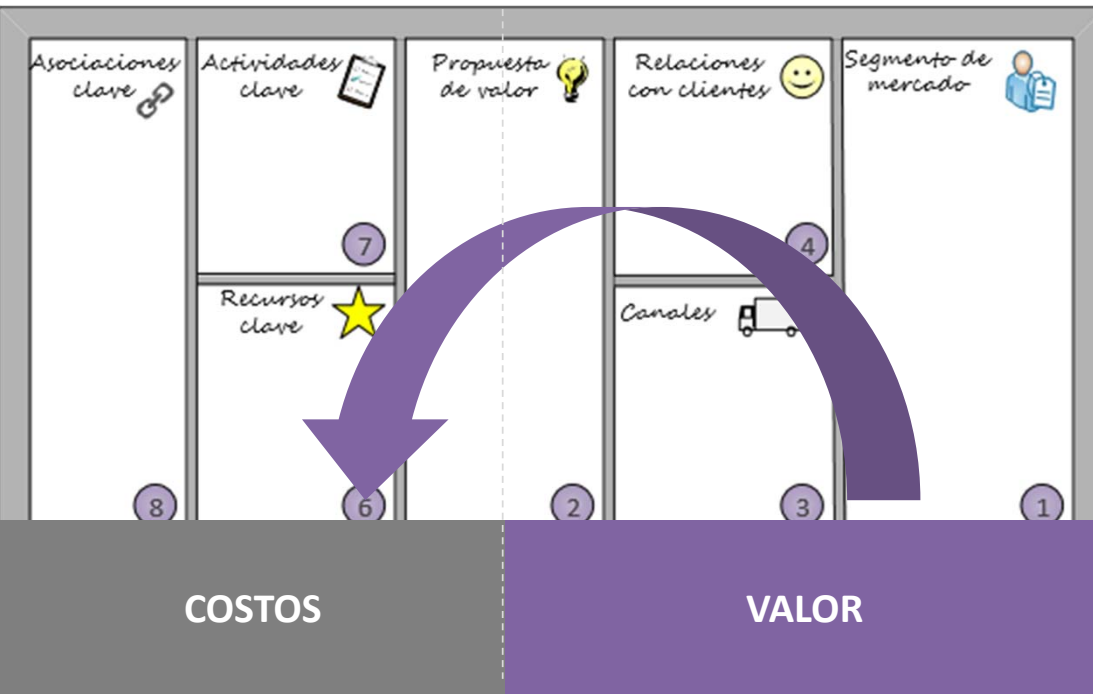 Asociaciones
clave
Actividades
clave
7
Recursos
clave
Propuesta
de valor
Relaciones
con clientes
4
Canales
Segmento de
mercado
8
6
2
3
1
COSTOS
VALOR